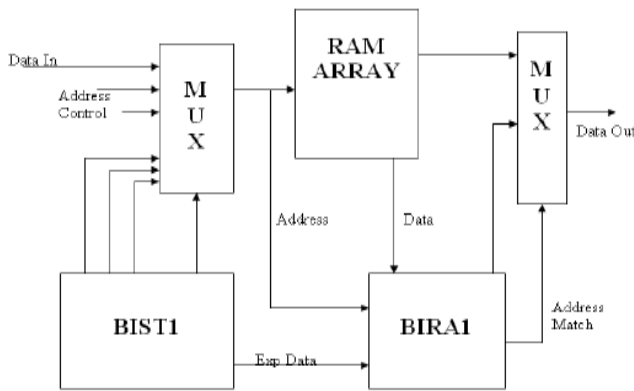 Data In
Address
Control
M
U
X
RAM
ARRAY
M
U
X
Data Out
Address
Data
BIST1
BIRA1
Address
Match
Exp Data